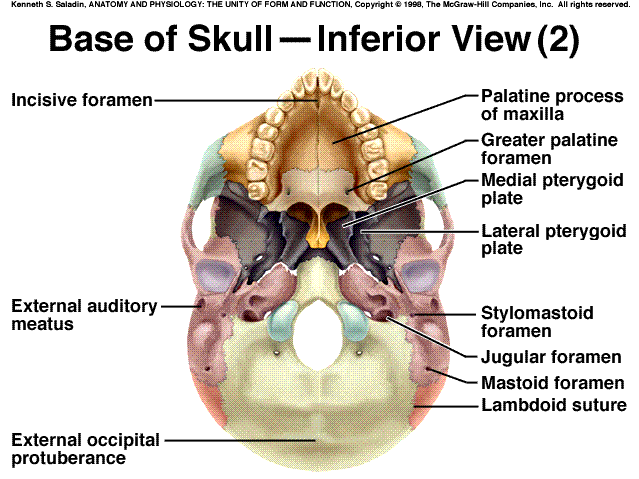 Kenneth S. Saladin, ANATOMY AND PHYSIOLOGY: THE UNITY OF FORM AND FUNCTION, Copyright © 1998, The McGraw-Hill Companies, Inc. All rights reserved.
Base of Skull — Inferior View (2)
Incisive foramen
Palatine process
of maxilla
Greater palatine
foramen
Medial pterygoid
plate
Lateral pterygoid
plate
External auditory
meatus
Stylomastoid
foramen
Jugular foramen
Mastoid foramen
Lambdoid suture
External occipital
protuberance